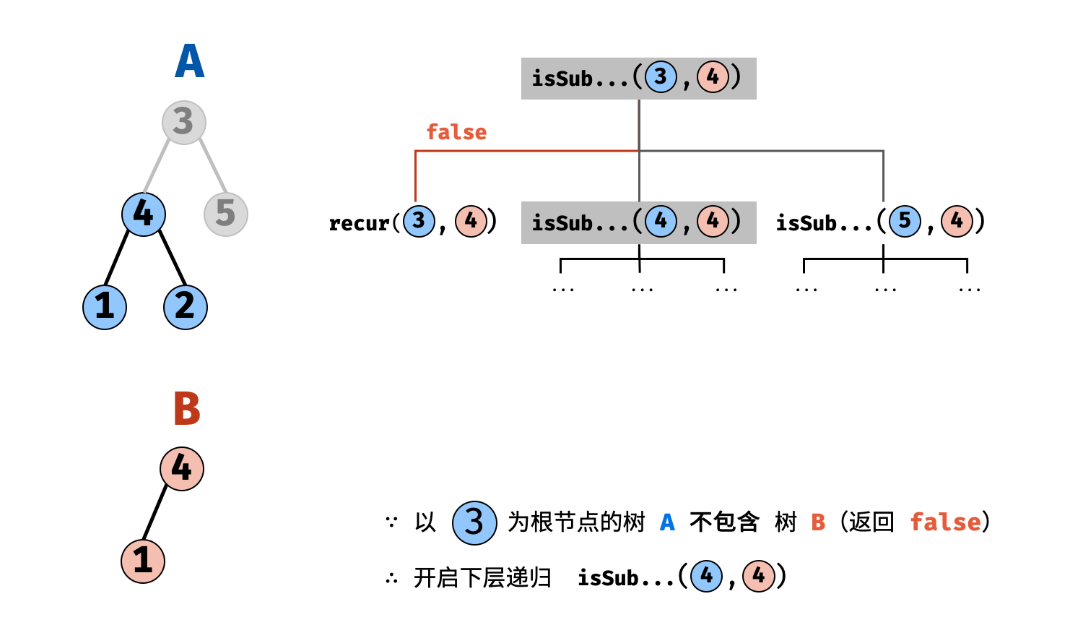 A
3
4
5
1
2
B
4
1
isSub...(3,4)
false
recur(3,4)
isSub...(4,4)
isSub...(5,4)
... ... ... ... ... ...
∵ 以 3 为根节点的树 A 不包含 树 B（返回 false）
∴ 开启下层递归 isSub...(4,4)